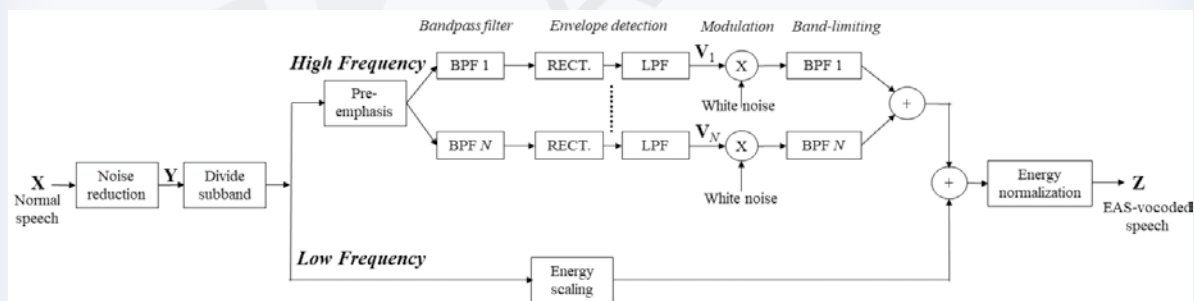 Bandpass filter Envelope detection Modulation Band-limiting
High Frequency
BPF 1 RECT. LPF V1 X BPF 1
Pre-
emphasis
White noise
+
BPF N RECT. LPF VN X BPF N
White noise
X
Normal
speech
Noise
reduction
Y
Divide
subband
+
Energy
normalization
Z
EAS-vocoded
speech
Low Frequency
Energy
scaling